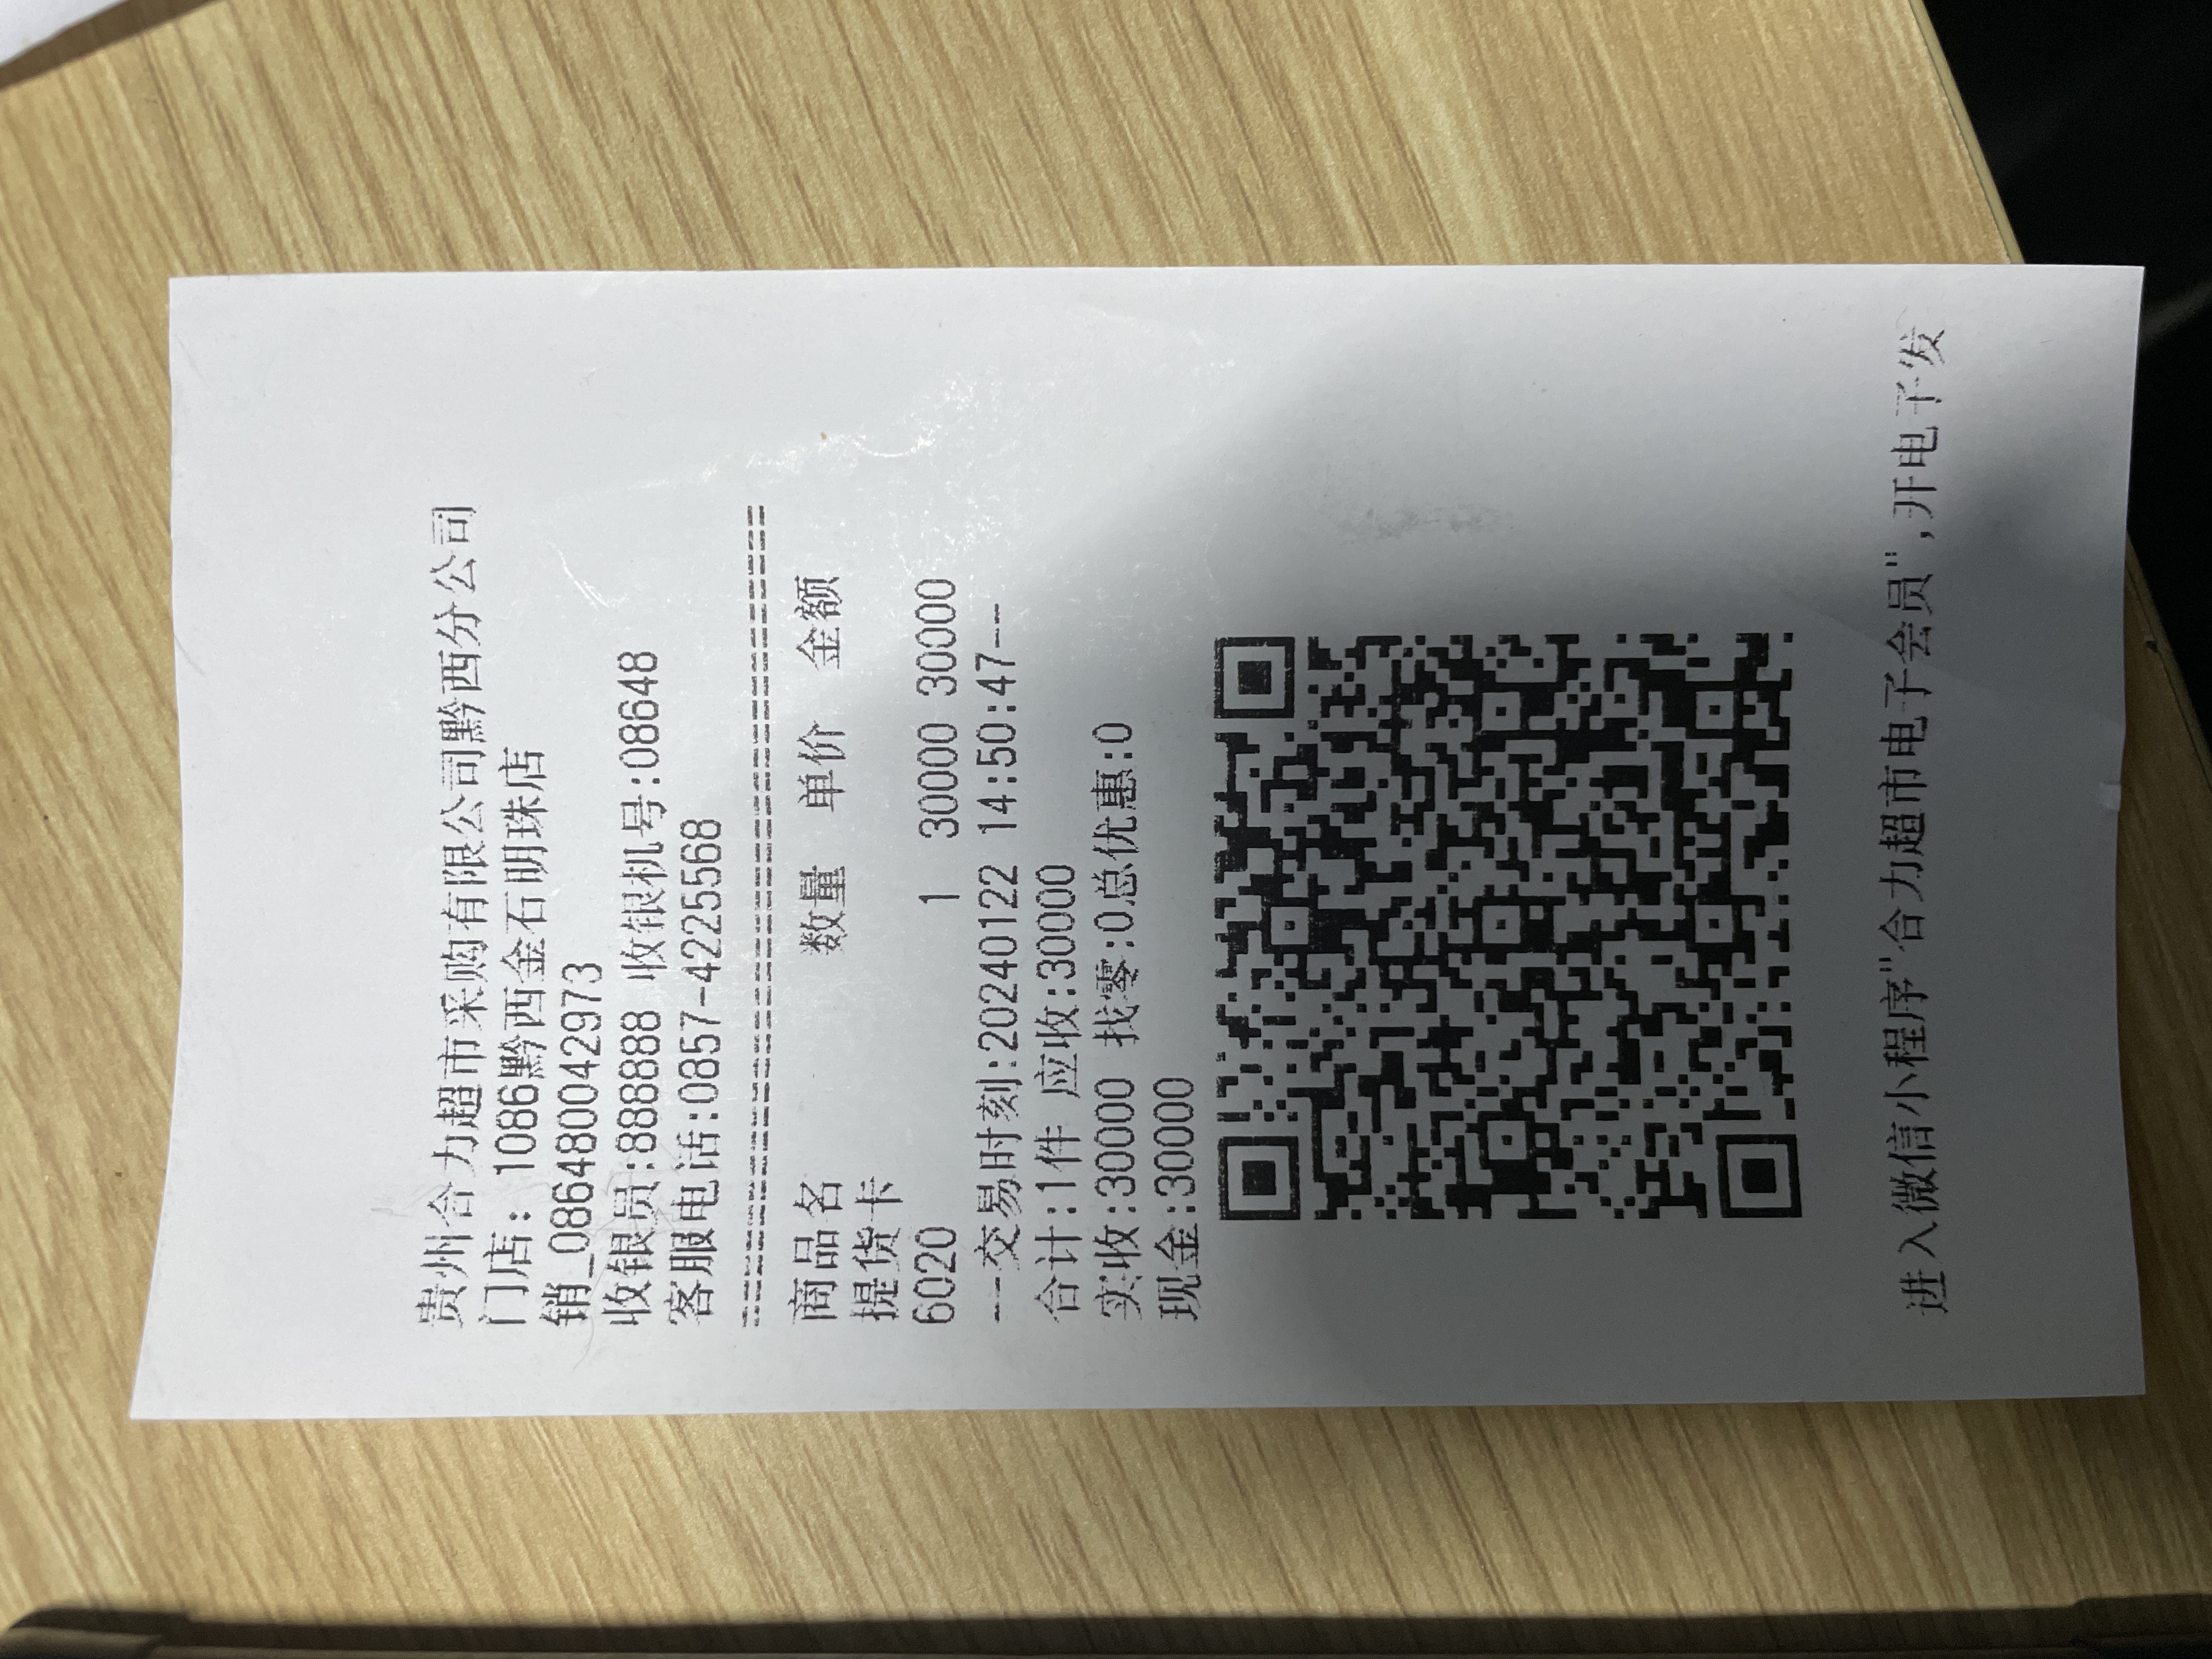 贵州合力超市采购有限公司黔西分公司
门店: 1086黔西金石明珠店
销_0864800042973
收银员:888888 收银机号:08648
客服电话:0857-4225568
商品名 数量 单价 金额
提货卡
6020 1 30000 30000
--交易时刻:20240122 14:50:47--
合计:1件 应收:30000
实收:30000 找零:0总优惠:0
现金:30000
进入微信小程序"合力超市电子会员",开电子发